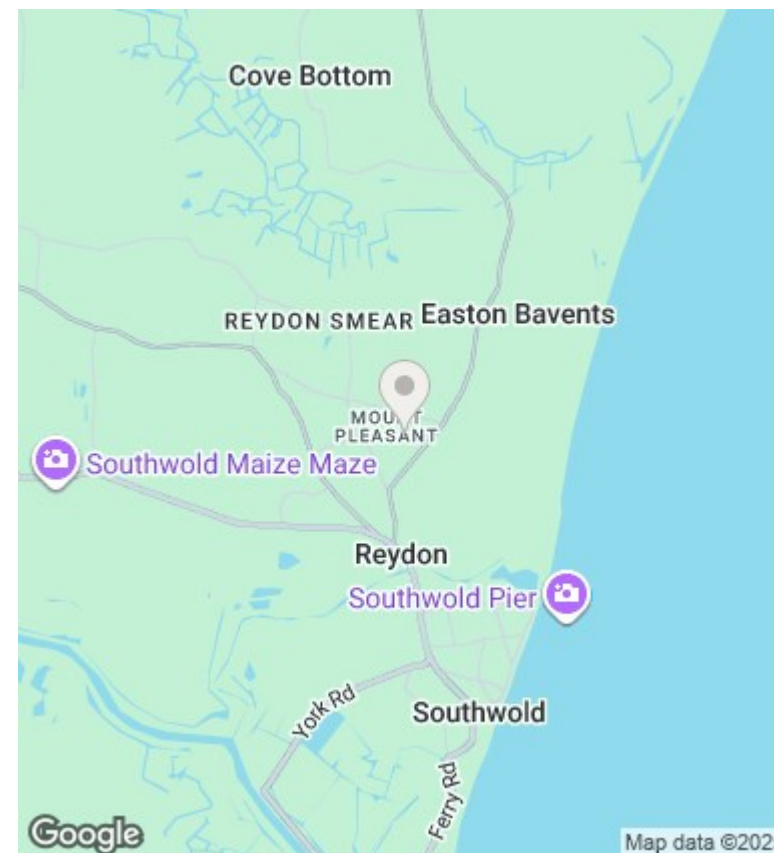 Cove Bottom
REYDON SMEAR
Easton Bavents
MOUNT
PLEASANT
Southwold Maize Maze
Reydon
Southwold Pier
York Rd
Southwold
Ferry Rd
Google
Map data ©202